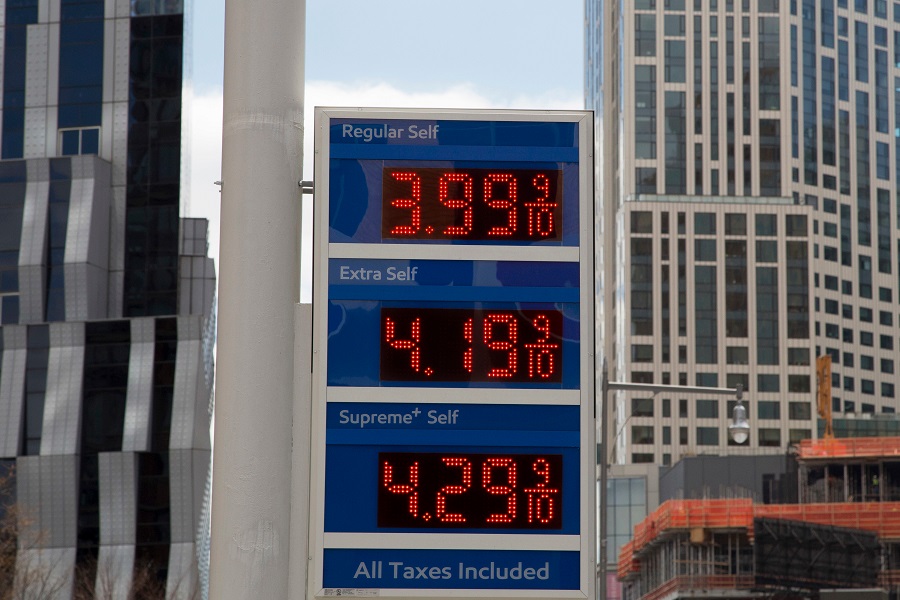 Regular Self
3.99 9/10
Extra Self
4.19 9/10
Supreme+ Self
4.29 9/10
All Taxes Included